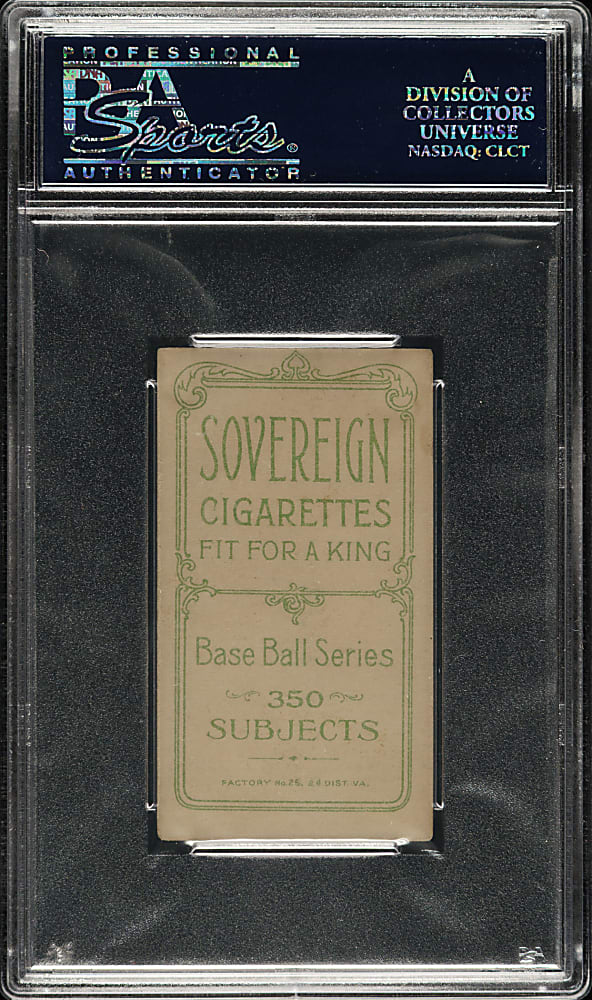 PROFESSIONAL
PSA
Sports®
AUTHENTICATOR
A
DIVISION OF
COLLECTORS
UNIVERSE
NASDAQ: CLCT
SOVEREIGN
CIGARETTES
FIT FOR A KING
Base Ball Series
350
SUBJECTS
FACTORY No. 25, 2d DIST. VA.
PSA